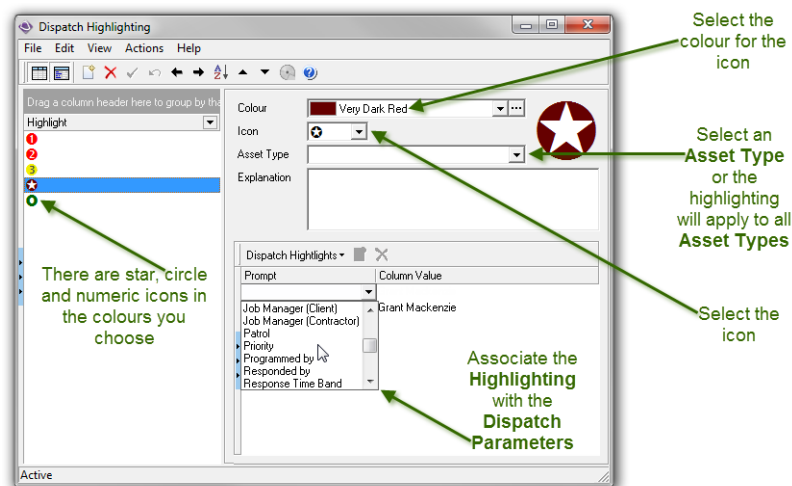 Dispatch Highlighting
File Edit View Actions Help
Drag a column header here to group by tha
Highlight
1
2
3
Colour
Very Dark Red
Icon
Asset Type
Explanation
Dispatch Highlights
Prompt
Column Value
Grant Mackenzie
Job Manager (Client)
Job Manager (Contractor)
Patrol
Priority
Programmed by
Responded by
Response Time Band
Active
There are star, circle
and numeric icons in
the colours you
choose
Select the
colour for the
icon
Select an
Asset Type
or the
highlighting
will apply to all
Asset Types
Select the
icon
Associate the
Highlighting
with the
Dispatch
Parameters